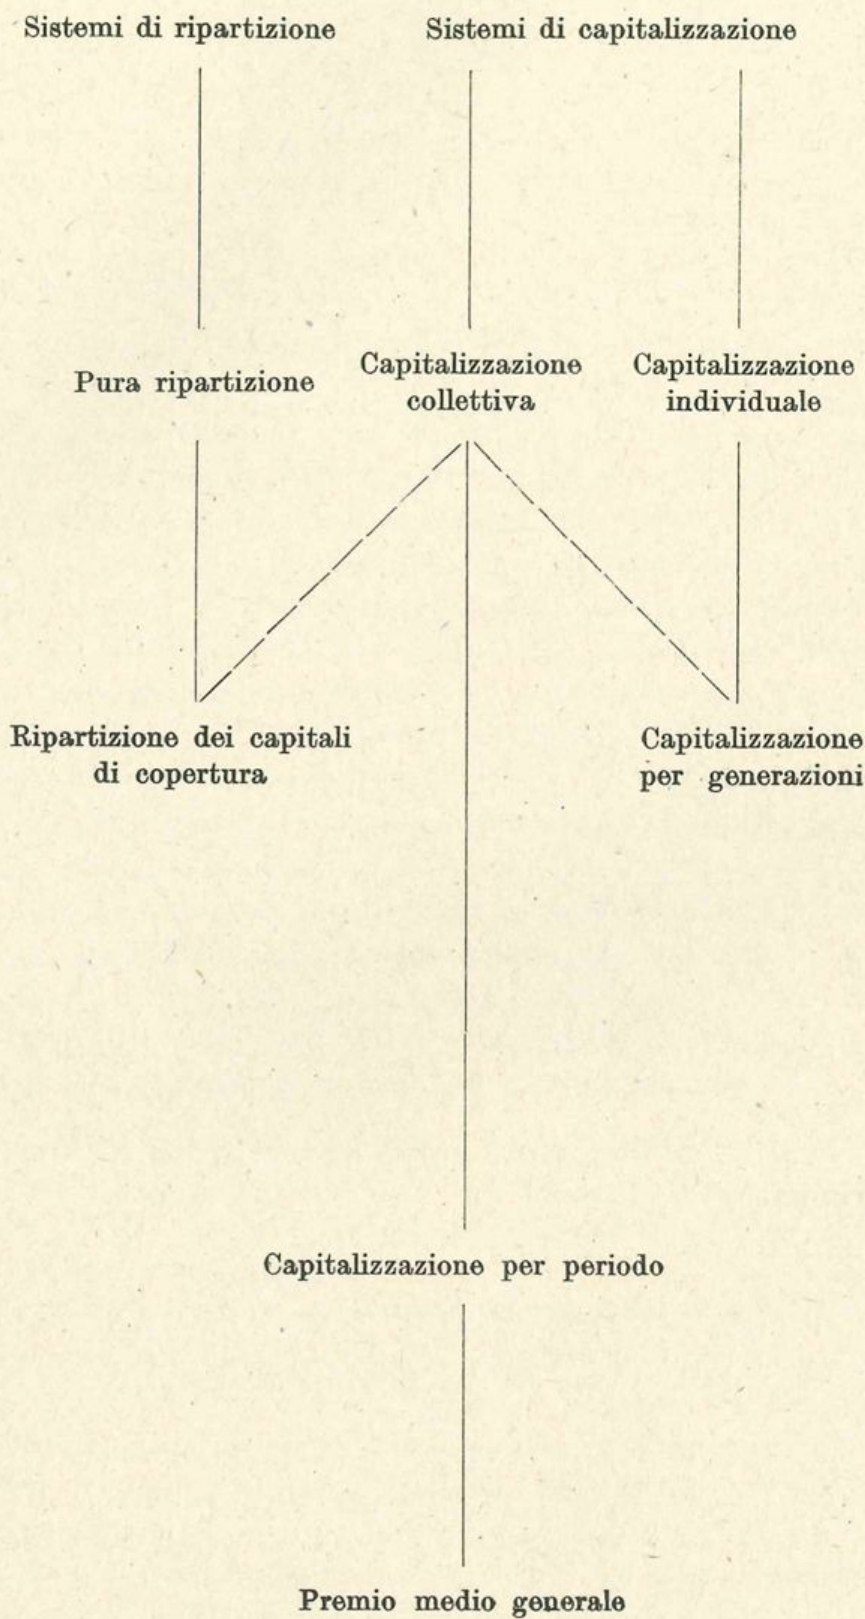 Sistemi di ripartizione
Sistemi di capitalizzazione
Pura ripartizione
Capitalizzazione
collettiva
Capitalizzazione
individuale
Ripartizione dei capitali
di copertura
Capitalizzazione
per generazioni
Capitalizzazione per periodo
Premio medio generale